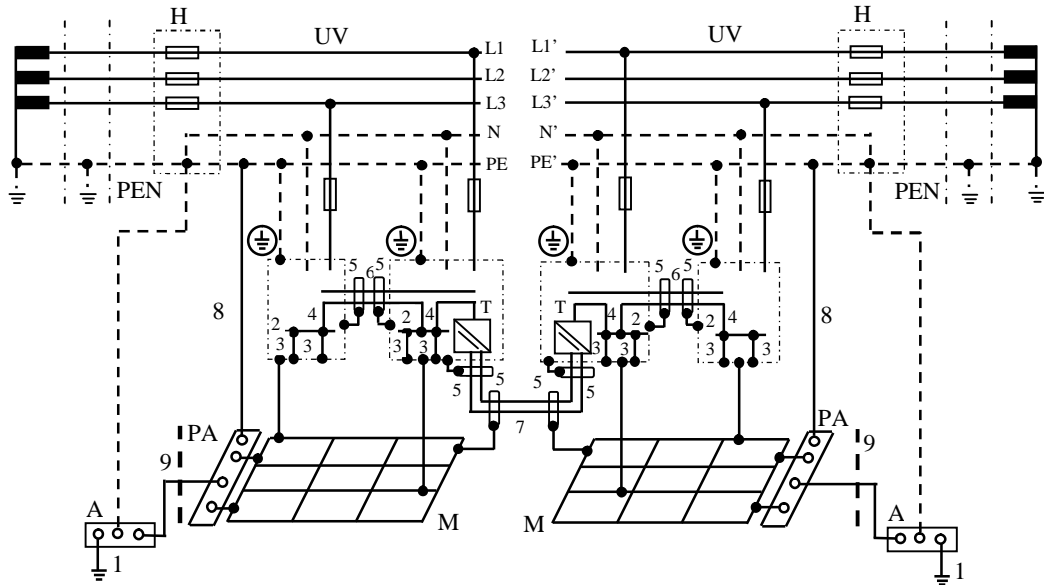 H H
UV UV
L1 L1’
L2 L2’
L3 L3’
N N’
PE PE’
PEN PEN
5 5 5 5
6 6
8 T T 8
2 4 2 4 4 2 2 4
3 3 3 3 3 3 3 3
5 5 5 5
7
PA PA
9 9
M M
A A
1 1